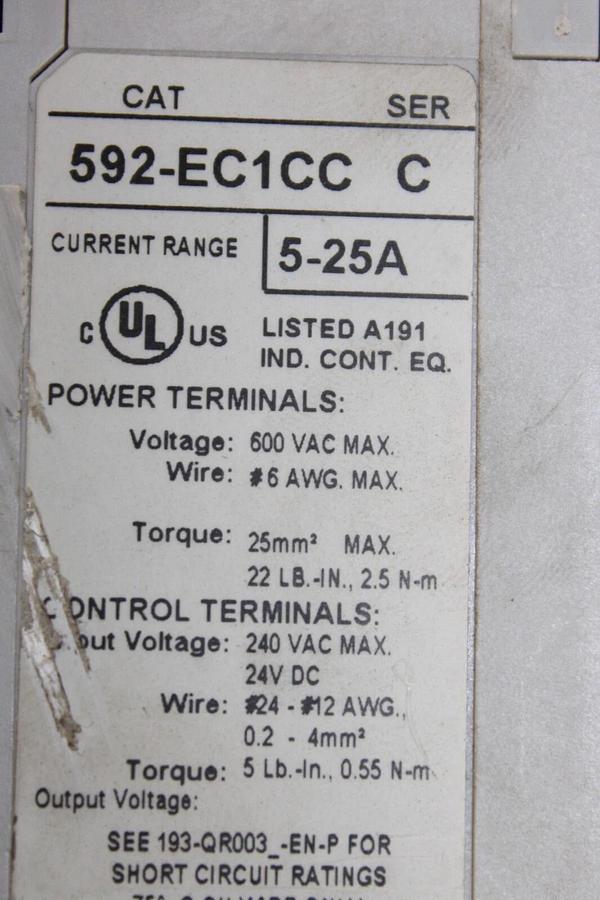 CAT SER
592-EC1CC C
CURRENT RANGE 5-25A
C UL US LISTED A191
IND. CONT. EQ.
POWER TERMINALS:
Voltage: 600 VAC MAX.
Wire: #6 AWG. MAX.
Torque: 25mm² MAX.
22 LB.-IN., 2.5 N-m
CONTROL TERMINALS:
Voltage: 240 VAC MAX.
24V DC
Wire: #24 - #12 AWG.,
0.2 - 4mm²
Torque: 5 Lb.-In., 0.55 N-m
Output Voltage:
SEE 193-QR003_-EN-P FOR
SHORT CIRCUIT RATINGS